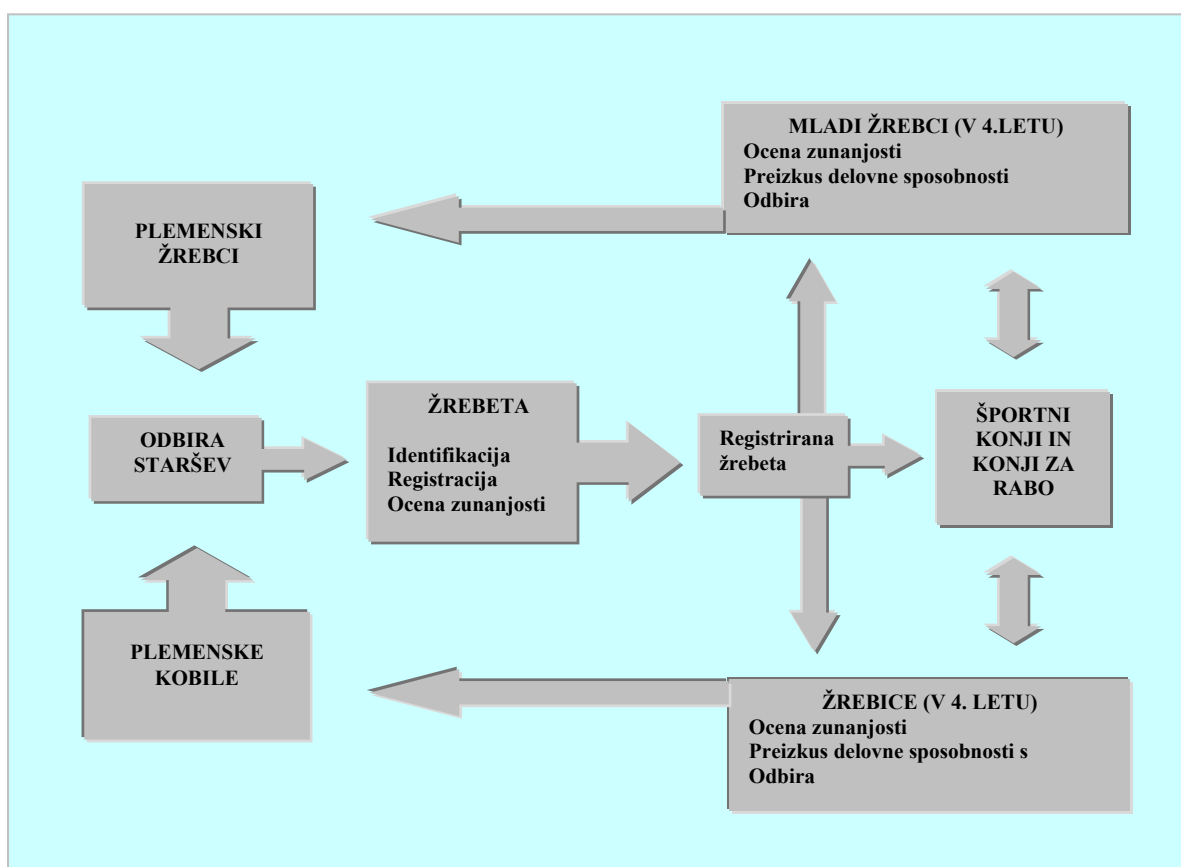 MLADI ŽREBCI (V 4.LETU)
Ocena zunanjosti
Preizkus delovne sposobnosti
Odbira
PLEMENSKI
ŽREBCI
ODBIRA
STARŠEV
ŽREBETA
Identifikacija
Registracija
Ocena zunanjosti
Registrirana
žrebeta
ŠPORTNI
KONJI IN
KONJI ZA
RABO
PLEMENSKE
KOBILE
ŽREBICE (V 4. LETU)
Ocena zunanjosti
Preizkus delovne sposobnosti s
Odbira